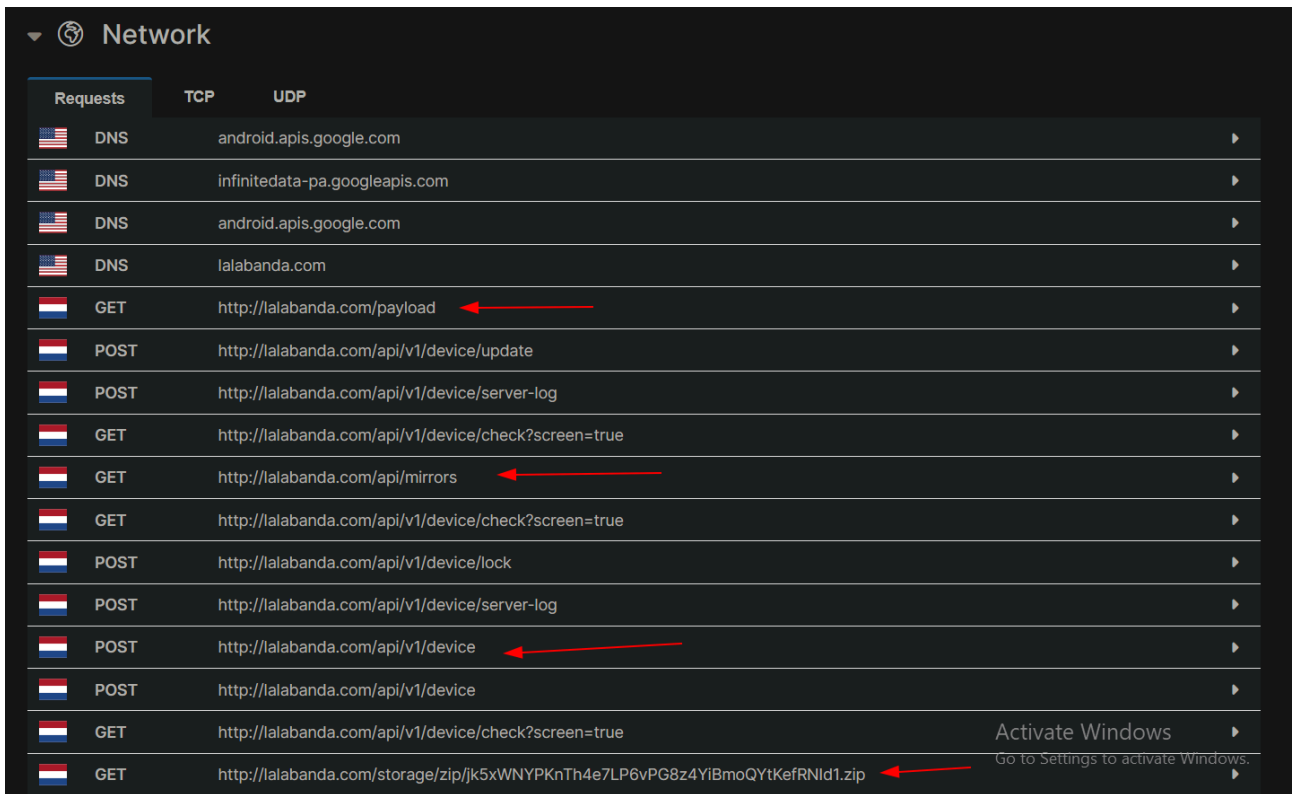 Network
Requests TCP UDP
DNS android.apis.google.com
DNS infinitedata-pa.googleapis.com
DNS android.apis.google.com
DNS lalabanda.com
GET http://lalabanda.com/payload
POST http://lalabanda.com/api/v1/device/update
POST http://lalabanda.com/api/v1/device/server-log
GET http://lalabanda.com/api/v1/device/check?screen=true
GET http://lalabanda.com/api/mirrors
GET http://lalabanda.com/api/v1/device/check?screen=true
POST http://lalabanda.com/api/v1/device/lock
POST http://lalabanda.com/api/v1/device/server-log
POST http://lalabanda.com/api/v1/device
POST http://lalabanda.com/api/v1/device
GET http://lalabanda.com/api/v1/device/check?screen=true
Activate Windows
Go to Settings to activate Windows.
GET http://lalabanda.com/storage/zip/jk5xWNYPKnTh4e7LP6vPG8z4YiBmoQYtKefRNId1.zip